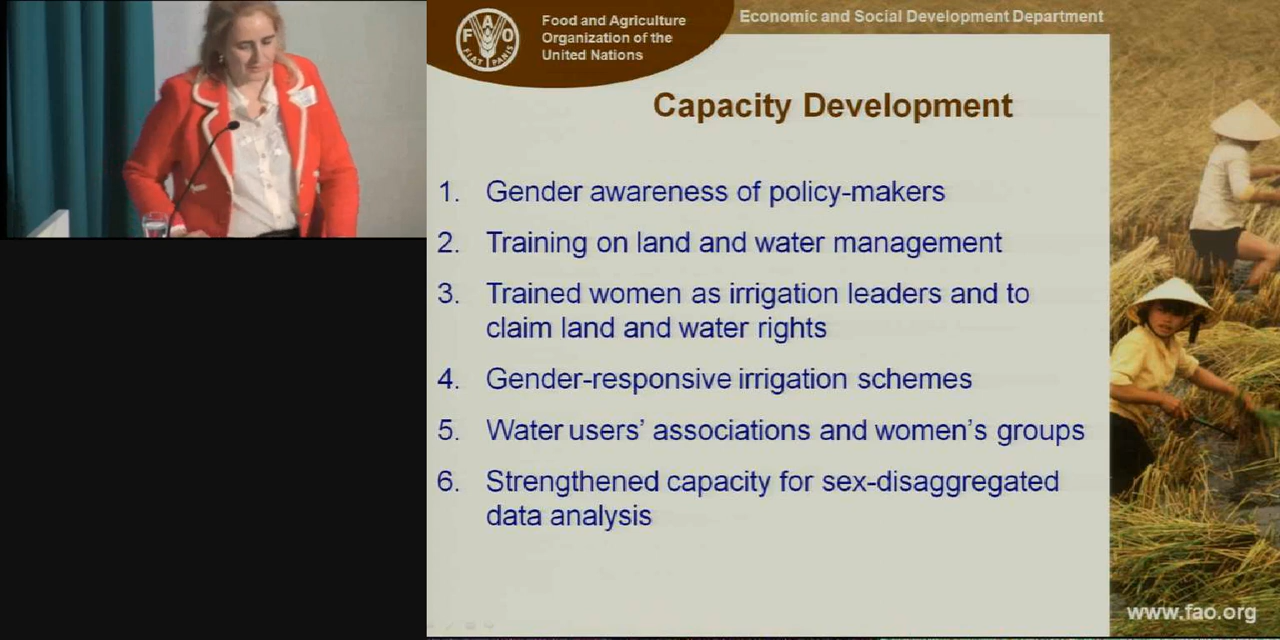 FAO
FIAT PANIS
Food and Agriculture
Organization of the
United Nations
Economic and Social Development Department
Capacity Development
1. Gender awareness of policy-makers
2. Training on land and water management
3. Trained women as irrigation leaders and to
claim land and water rights
4. Gender-responsive irrigation schemes
5. Water users’ associations and women’s groups
6. Strengthened capacity for sex-disaggregated
data analysis
www.fao.org